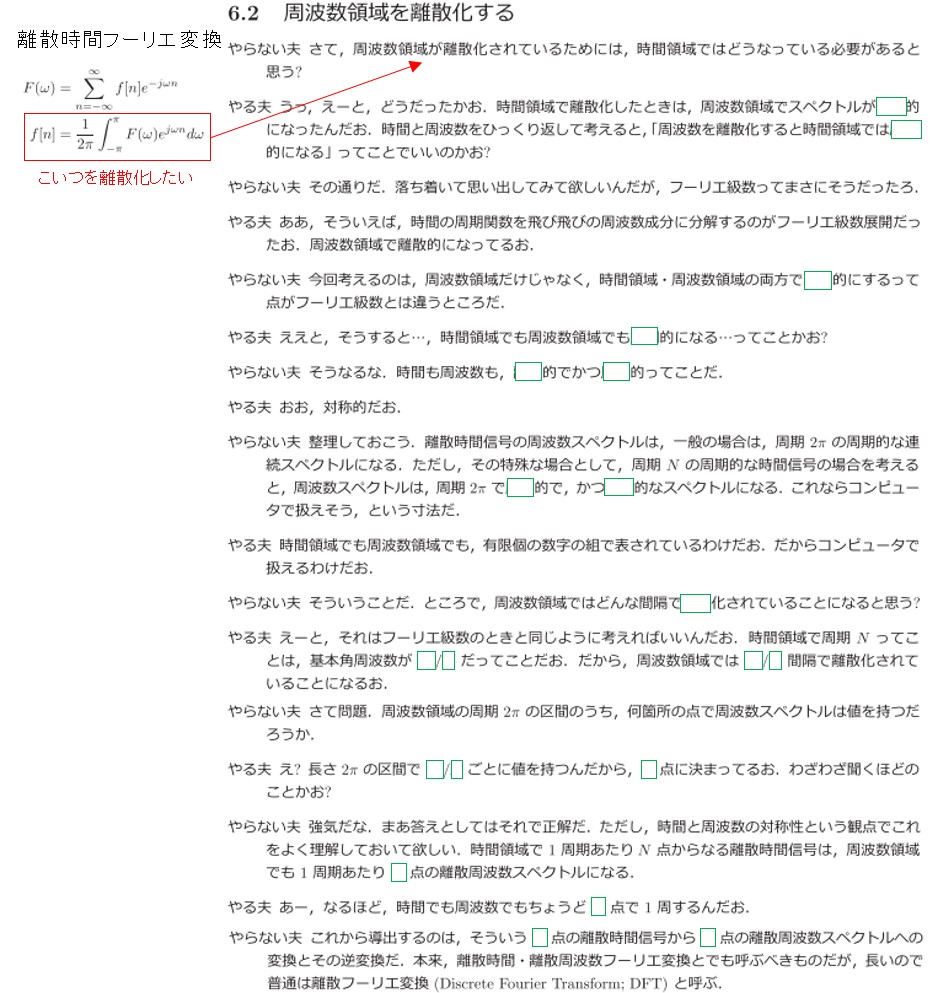 6.2 周波数領域を離散化する
離散時間フーリエ変換
F(ω) = ∑_{n=−∞}^{∞} f[n]e^{−jωn}
f[n] = \frac{1}{2π} ∫_{−π}^{π} F(ω)e^{jωn}dω
こいつを離散化したい
やらない夫 さて，周波数領域が離散化されているためには，時間領域ではどうなっている必要があると
思う?
やる夫 うっ，えーと，どうだったかお．時間領域で離散化したときは，周波数領域でスペクトルが 的
になったんだお．時間と周波数をひっくり返して考えると，「周波数を離散化すると時間領域では
的になる」ってことでいいのかお?
やらない夫 その通りだ．落ち着いて思い出してみて欲しいんだが，フーリエ級数ってまさにそうだったろ．
やる夫 ああ，そういえば，時間の周期関数を飛び飛びの周波数成分に分解するのがフーリエ級数展開だっ
たお．周波数領域で離散的になってるお．
やらない夫 今回考えるのは，周波数領域だけじゃなく，時間領域・周波数領域の両方で 的にするって
点がフーリエ級数とは違うところだ．
やる夫 ええと，そうすると…，時間領域でも周波数領域でも 的になる…ってことかお?
やらない夫 そうなるな．時間も周波数も， 的でかつ 的ってことだ．
やる夫 おお，対称的だお．
やらない夫 整理しておこう．離散時間信号の周波数スペクトルは，一般の場合は，周期 2π の周期的な連
続スペクトルになる．ただし，その特殊な場合として，周期 N の周期的な時間信号の場合を考える
と，周波数スペクトルは，周期 2π で 的で，かつ 的なスペクトルになる．これならコンピュー
タで扱えそう，という寸法だ．
やる夫 時間領域でも周波数領域でも，有限個の数字の組で表されているわけだお．だからコンピュータで
扱えるわけだお．
やらない夫 そういうことだ．ところで，周波数領域ではどんな間隔で 化されていることになると思う?
やる夫 えーと，それはフーリエ級数のときと同じように考えればいいんだお．時間領域で周期 N ってこ
とは，基本角周波数が / だってことだお．だから，周波数領域では / 間隔で離散化されて
いることになるお．
やらない夫 さて問題．周波数領域の周期 2π の区間のうち，何箇所の点で周波数スペクトルは値を持つだ
ろうか．
やる夫 え? 長さ 2π の区間で / ごとに値を持つんだから， 点に決まってるお．わざわざ聞くほどの
ことかお?
やらない夫 強気だな．まあ答えとしてはそれで正解だ．ただし，時間と周波数の対称性という観点でこれ
をよく理解しておいて欲しい．時間領域で 1 周期あたり N 点からなる離散時間信号は，周波数領域
でも 1 周期あたり 点の離散周波数スペクトルになる．
やる夫 あー，なるほど，時間でも周波数でもちょうど 点で 1 周するんだお．
やらない夫 これから導出するのは，そういう 点の離散時間信号から 点の離散周波数スペクトルへの
変換とその逆変換だ．本来，離散時間・離散周波数フーリエ変換とでも呼ぶべきものだが，長いので
普通は離散フーリエ変換 (Discrete Fourier Transform; DFT) と呼ぶ．